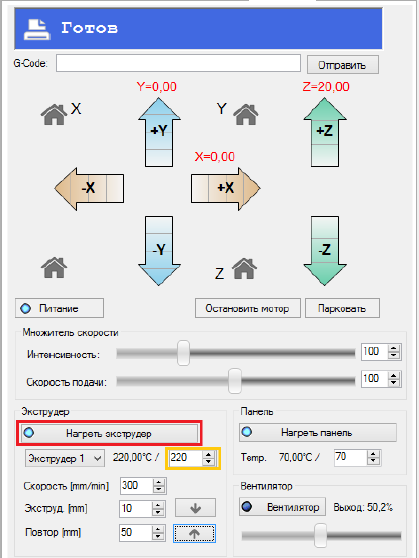 Готов
G-Code:
Отправить
Y=0,00
Z=20,00
X
+Y
Y
+Z
X=0,00
-X
+X
-Y
-Z
Z
Питание
Остановить мотор
Парковать
Множитель скорости
Интенсивность:
100
Скорость подачи:
100
Экструдер
Панель
Нагреть экструдер
Нагреть панель
Экструдер 1
220,00°C /
220
Temp.
70,00°C /
70
Скорость [mm/min]
300
Вентилятор
Экструд. [mm]
10
Вентилятор
Выход: 50,2%
Повтор [mm]
50